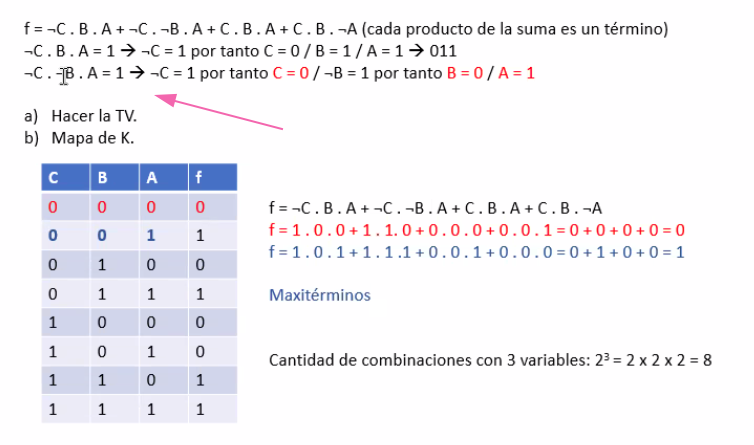 f = ¬C . B . A + ¬C . ¬B . A + C . B . A + C . B . ¬A (cada producto de la suma es un término)
¬C . B . A = 1 → ¬C = 1 por tanto C = 0 / B = 1 / A = 1 → 011
¬C . ¬B . A = 1 → ¬C = 1 por tanto C = 0 / ¬B = 1 por tanto B = 0 / A = 1
a) Hacer la TV.
b) Mapa de K.
C B A f
0 0 0 0
0 0 1 1
0 1 0 0
0 1 1 1
1 0 0 0
1 0 1 0
1 1 0 1
1 1 1 1
f = ¬C . B . A + ¬C . ¬B . A + C . B . A + C . B . ¬A
f = 1 . 0 . 0 + 1 . 1. 0 + 0 . 0 . 0 + 0 . 0 . 1 = 0 + 0 + 0 + 0 = 0
f = 1 . 0 . 1 + 1 . 1 .1 + 0 . 0 . 1 + 0 . 0 . 0 = 0 + 1 + 0 + 0 = 1
Maxitérminos
Cantidad de combinaciones con 3 variables: 2³ = 2 x 2 x 2 = 8